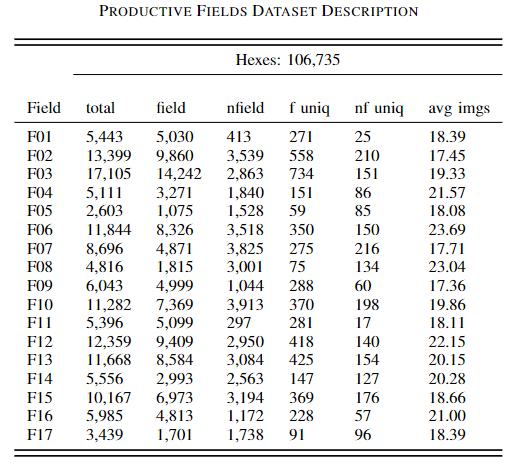 PRODUCTIVE FIELDS DATASET DESCRIPTION
Hexes: 106,735
Field total field nfield f uniq nf uniq avg imgs
F01 5,443 5,030 413 271 25 18.39
F02 13,399 9,860 3,539 558 210 17.45
F03 17,105 14,242 2,863 734 151 19.33
F04 5,111 3,271 1,840 151 86 21.57
F05 2,603 1,075 1,528 59 85 18.08
F06 11,844 8,326 3,518 350 150 23.69
F07 8,696 4,871 3,825 275 216 17.71
F08 4,816 1,815 3,001 75 134 23.04
F09 6,043 4,999 1,044 288 60 17.36
F10 11,282 7,369 3,913 370 198 19.86
F11 5,396 5,099 297 281 17 18.11
F12 12,359 9,409 2,950 418 140 22.15
F13 11,668 8,584 3,084 425 154 20.15
F14 5,556 2,993 2,563 147 127 20.28
F15 10,167 6,973 3,194 369 176 18.66
F16 5,985 4,813 1,172 228 57 21.00
F17 3,439 1,701 1,738 91 96 18.39